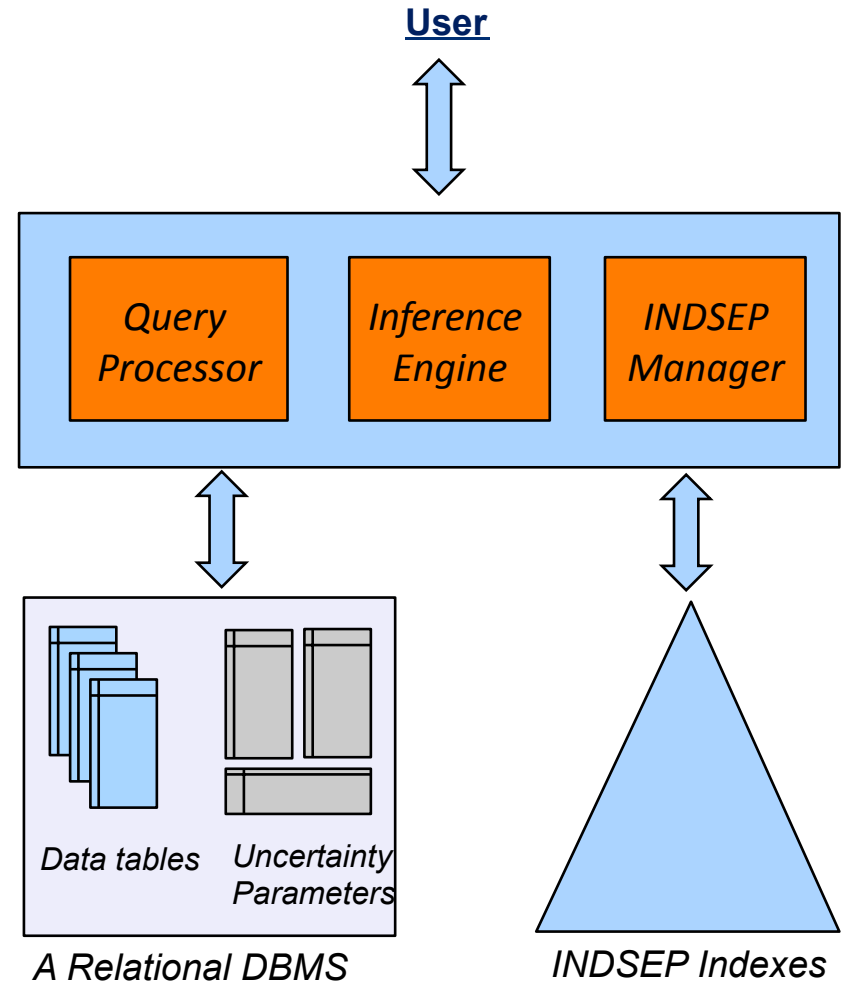 User
Query
Processor
Inference
Engine
INDSEP
Manager
Data tables
Uncertainty
Parameters
A Relational DBMS
INDSEP Indexes